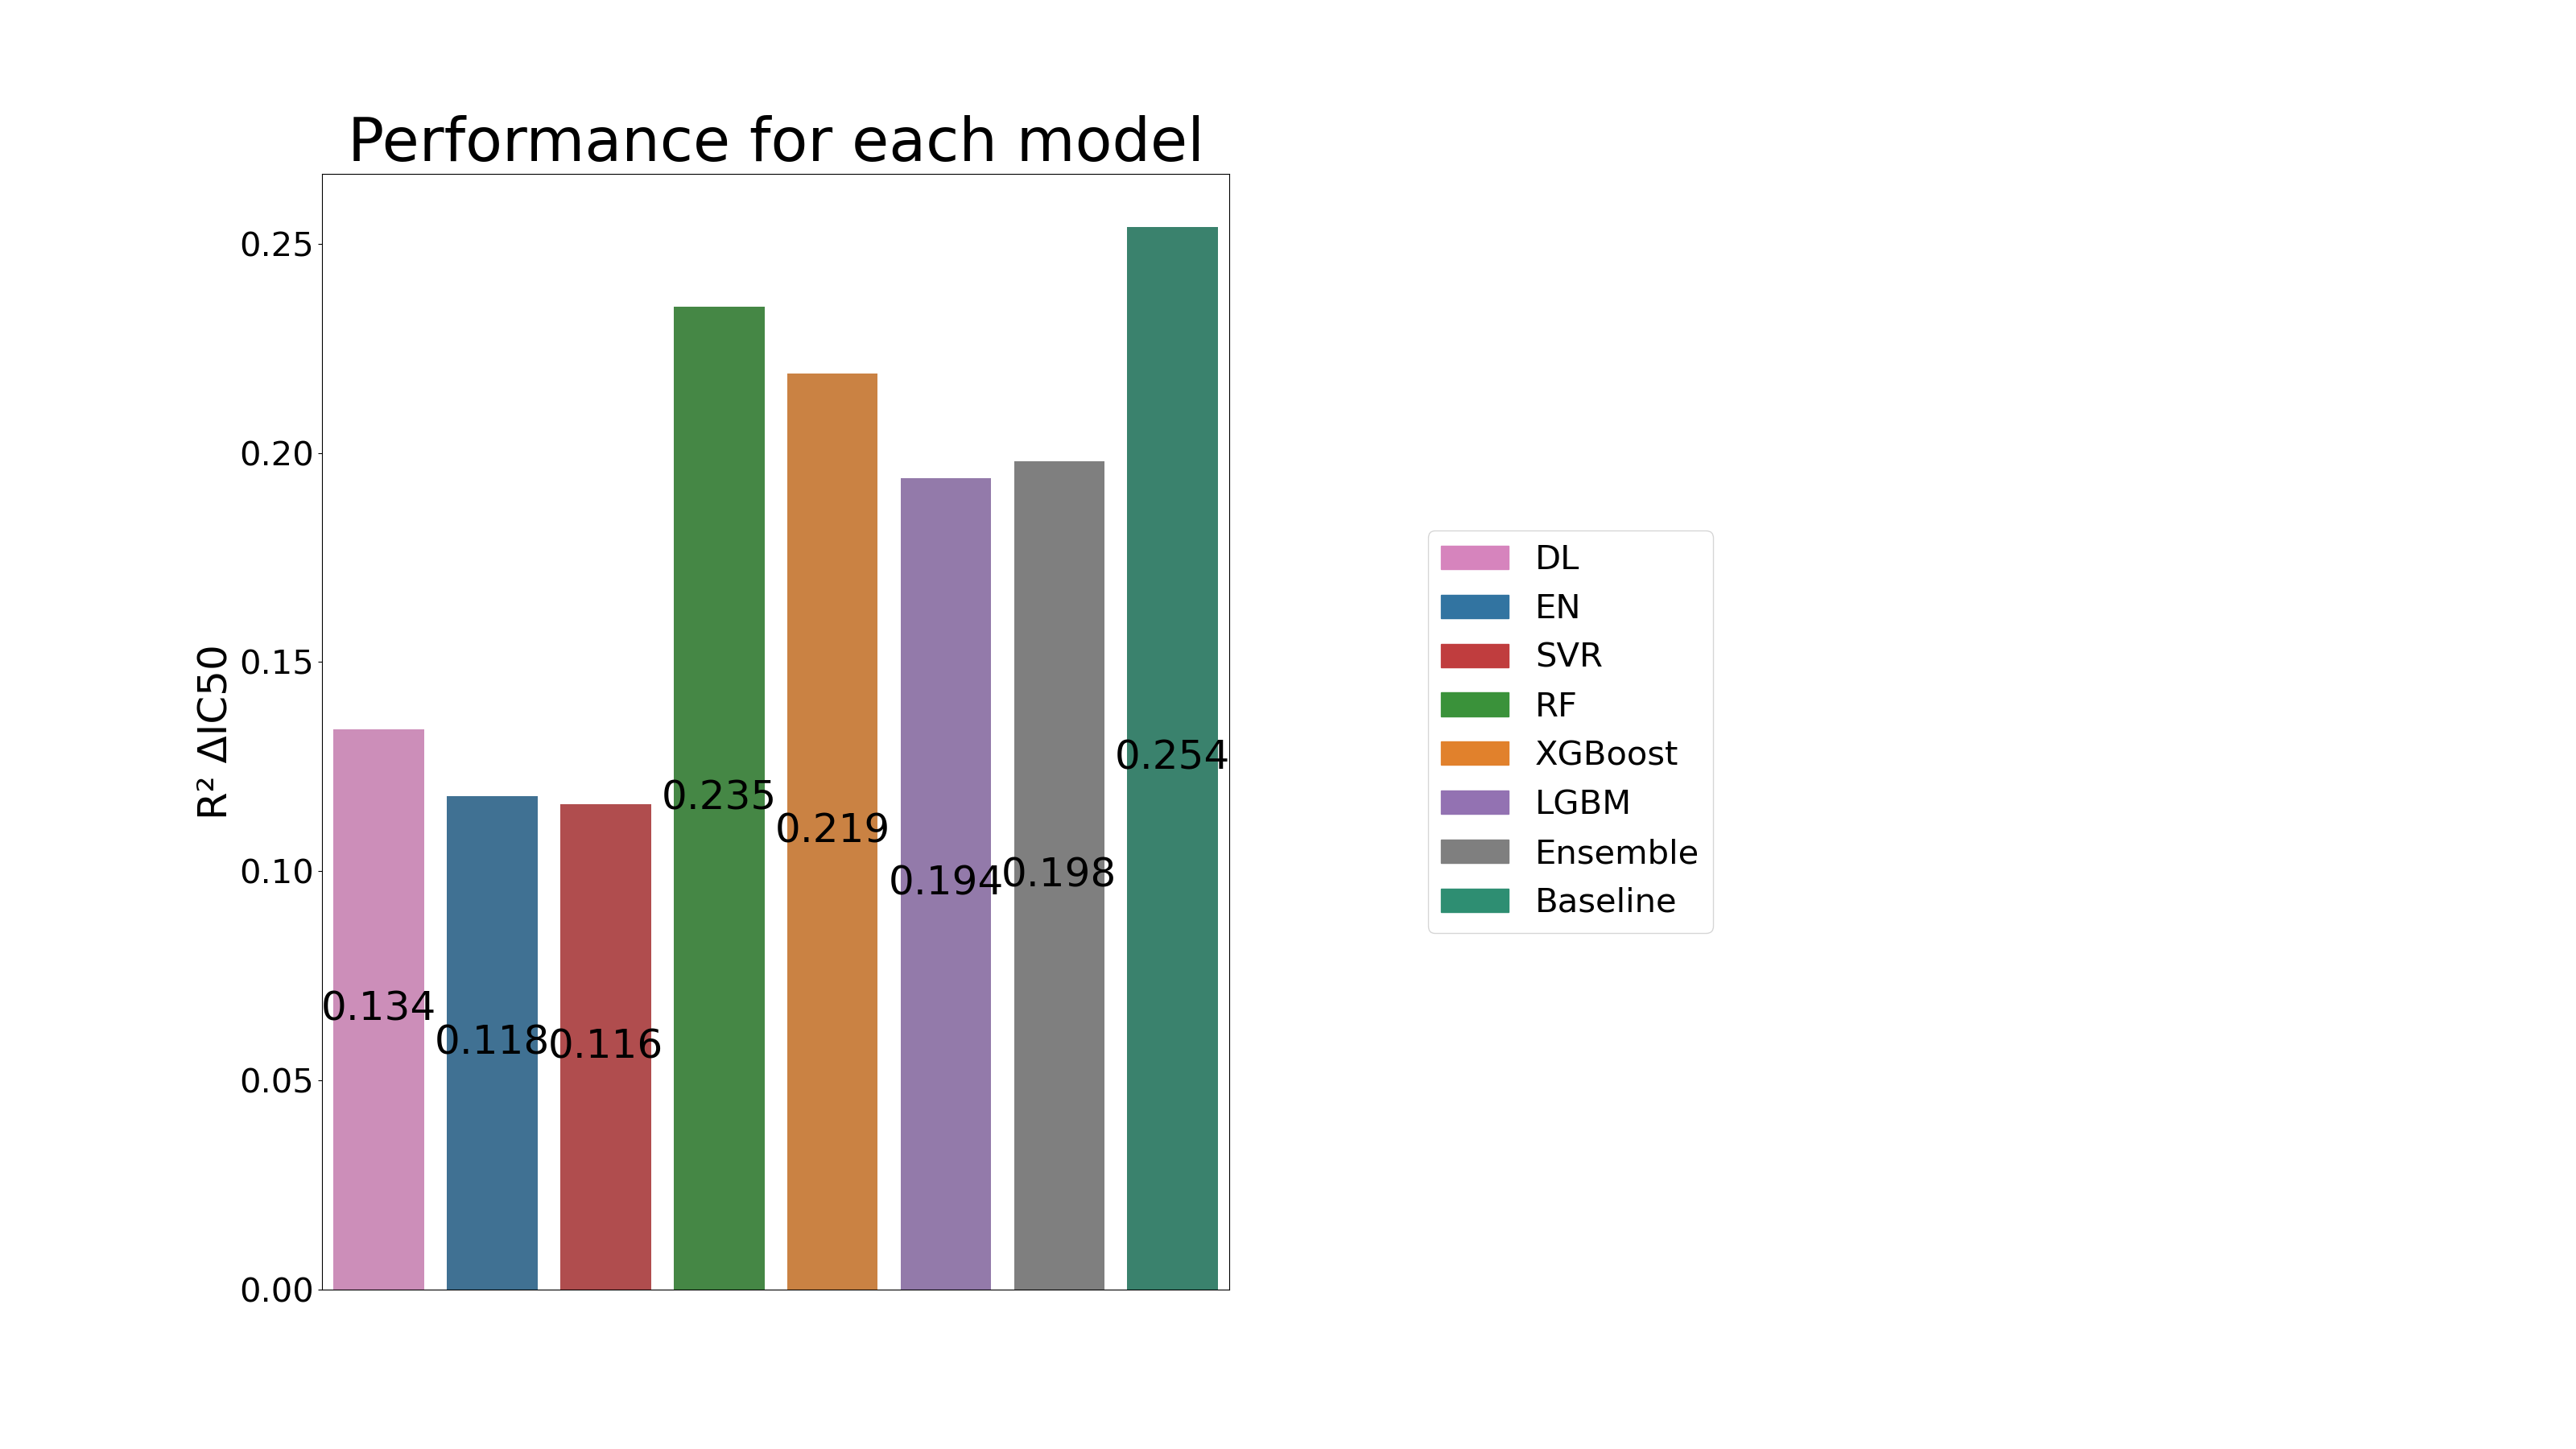 Performance for each model
R² ΔIC50
0.25
0.20
0.15
0.10
0.05
0.00
0.134
0.118
0.116
0.235
0.219
0.194
0.198
0.254
DL
EN
SVR
RF
XGBoost
LGBM
Ensemble
Baseline